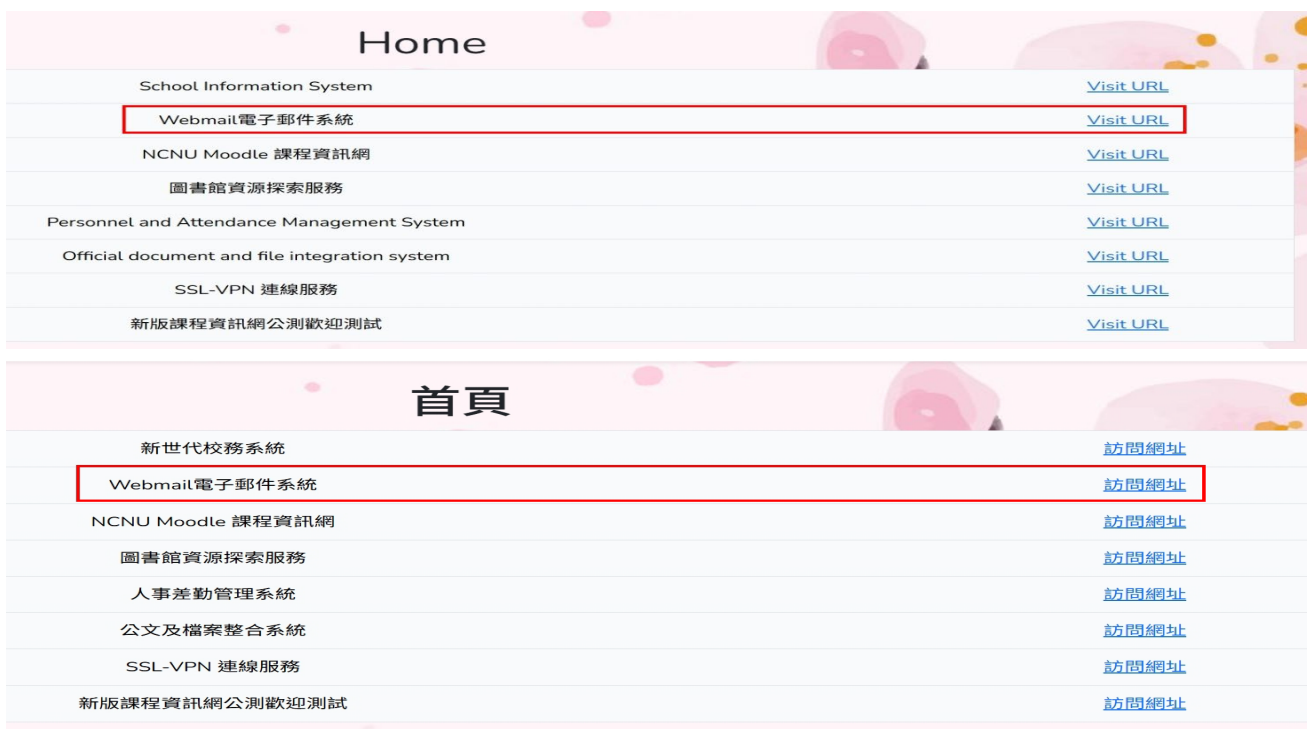 Home
School Information System Visit URL
Webmail電子郵件系統 Visit URL
NCNU Moodle 課程資訊網 Visit URL
圖書館資源探索服務 Visit URL
Personnel and Attendance Management System Visit URL
Official document and file integration system Visit URL
SSL-VPN 連線服務 Visit URL
新版課程資訊網公測歡迎測試 Visit URL
首頁
新世代校務系統 訪問網址
Webmail電子郵件系統 訪問網址
NCNU Moodle 課程資訊網 訪問網址
圖書館資源探索服務 訪問網址
人事差勤管理系統 訪問網址
公文及檔案整合系統 訪問網址
SSL-VPN 連線服務 訪問網址
新版課程資訊網公測歡迎測試 訪問網址